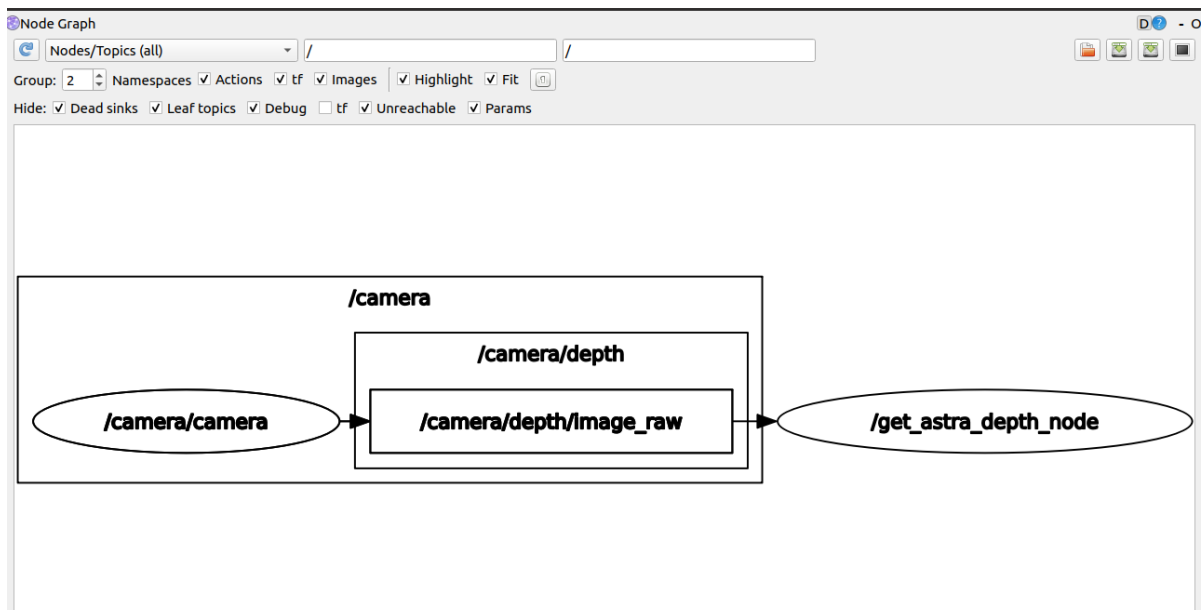 Node Graph
D ? - O
Nodes/Topics (all) / /
Group: 2 Namespaces Actions tf Images Highlight Fit
Hide: Dead sinks Leaf topics Debug tf Unreachable Params
/camera
/camera/depth
/camera/camera /camera/depth/image_raw /get_astra_depth_node